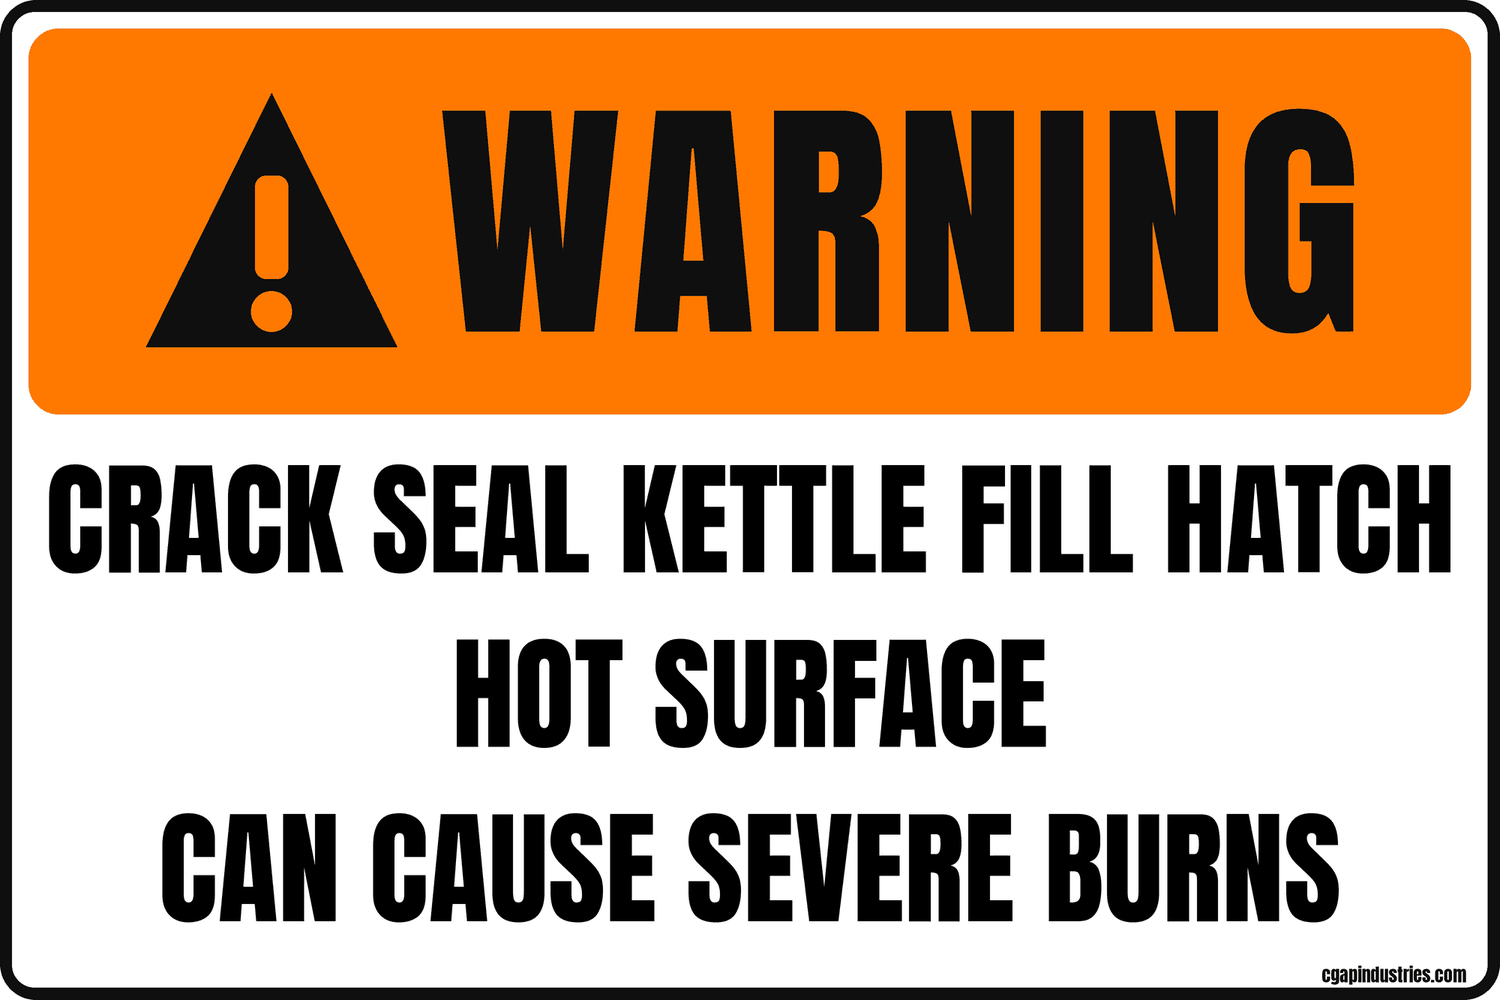 WARNING
CRACK SEAL KETTLE FILL HATCH
HOT SURFACE
CAN CAUSE SEVERE BURNS
cgapindustries.com